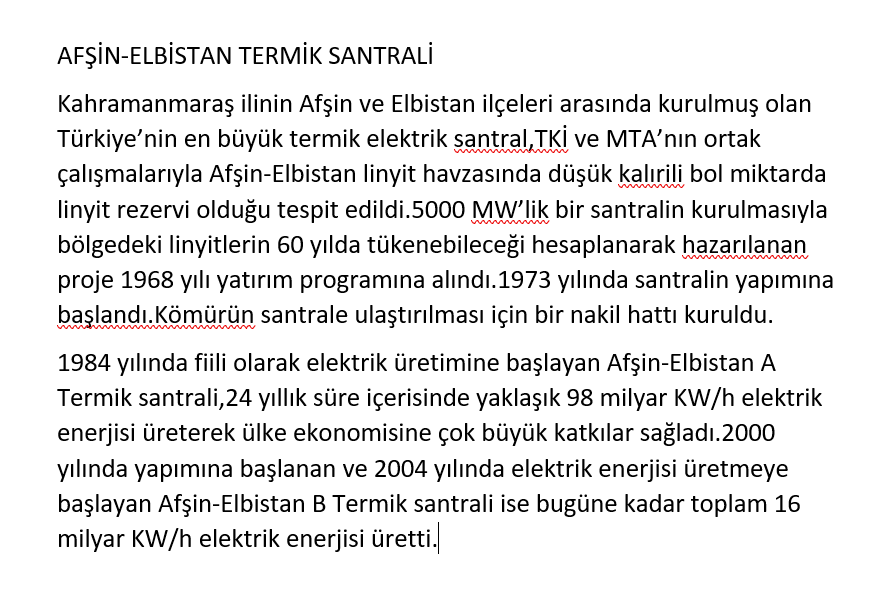 AFŞİN-ELBİSTAN TERMİK SANTRALİ
Kahramanmaraş ilinin Afşin ve Elbistan ilçeleri arasında kurulmuş olan
Türkiye’nin en büyük termik elektrik santral,TKİ ve MTA’nın ortak
çalışmalarıyla Afşin-Elbistan linyit havzasında düşük kalırili bol miktarda
linyit rezervi olduğu tespit edildi.5000 MW’lik bir santralin kurulmasıyla
bölgedeki linyitlerin 60 yılda tükenebileceği hesaplanarak hazarılanan
proje 1968 yılı yatırım programına alındı.1973 yılında santralin yapımına
başlandı.Kömürün santrale ulaştırılması için bir nakil hattı kuruldu.
1984 yılında fiili olarak elektrik üretimine başlayan Afşin-Elbistan A
Termik santrali,24 yıllık süre içerisinde yaklaşık 98 milyar KW/h elektrik
enerjisi üreterek ülke ekonomisine çok büyük katkılar sağladı.2000
yılında yapımına başlanan ve 2004 yılında elektrik enerjisi üretmeye
başlayan Afşin-Elbistan B Termik santrali ise bugüne kadar toplam 16
milyar KW/h elektrik enerjisi üretti.